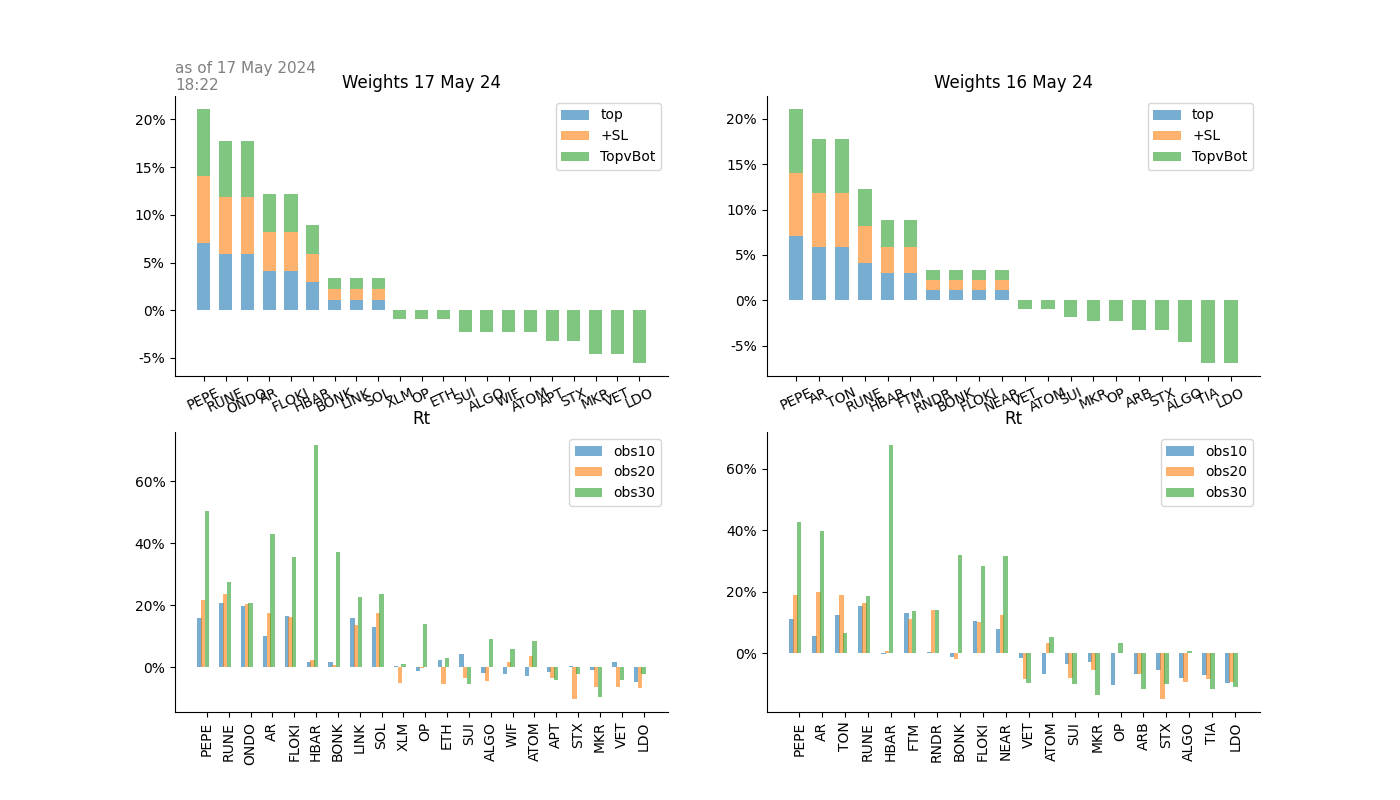 as of 17 May 2024
18:22
Weights 17 May 24
20%
15%
10%
5%
0%
-5%
top
+SL
TopvBot
PEPE RUNE ONDO AR FLOKI HBAR BONK LINK SOL XLM OP ETH SUI ALGO WIF ATOM APT STX MKR VET LDO
Weights 16 May 24
20%
15%
10%
5%
0%
-5%
top
+SL
TopvBot
PEPE AR TON RUNE HBAR FTM RNDR BONK FLOKI NEAR VET ATOM SUI MKR OP ARB STX ALGO TIA LDO
Rt
60%
40%
20%
0%
obs10
obs20
obs30
PEPE RUNE ONDO AR FLOKI HBAR BONK LINK SOL XLM OP ETH SUI ALGO WIF ATOM APT STX MKR VET LDO
Rt
60%
40%
20%
0%
obs10
obs20
obs30
PEPE AR TON RUNE HBAR FTM RNDR BONK FLOKI NEAR VET ATOM SUI MKR OP ARB STX ALGO TIA LDO